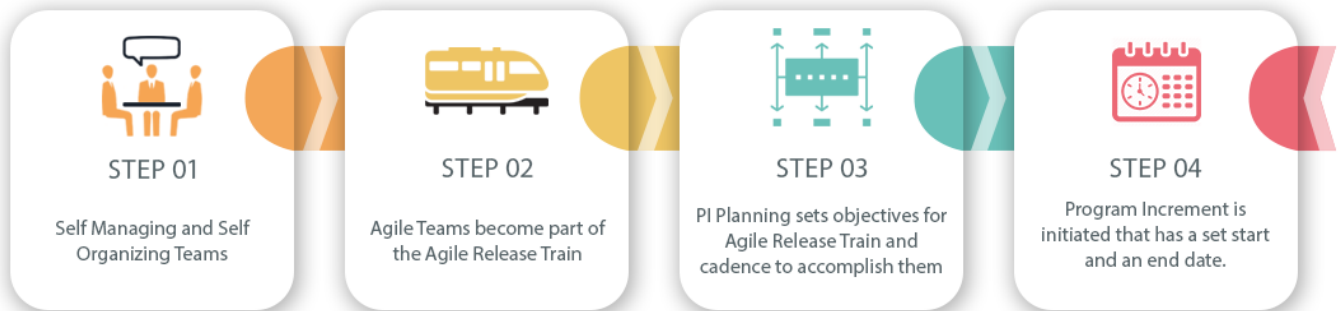 STEP 01
Self Managing and Self
Organizing Teams
STEP 02
Agile Teams become part of
the Agile Release Train
STEP 03
PI Planning sets objectives for
Agile Release Train and
cadence to accomplish them
STEP 04
Program Increment is
initiated that has a set start
and an end date.